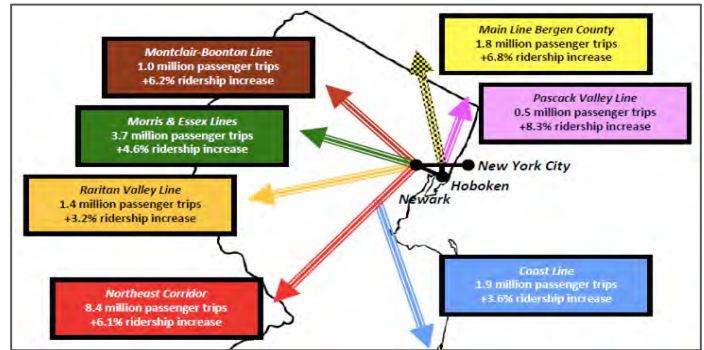 Main Line Bergen County
1.8 million passenger trips
+6.8% ridership increase
Montclair-Boonton Line
1.0 million passenger trips
+6.2% ridership increase
Pascack Valley Line
0.5 million passenger trips
+8.3% ridership increase
Morris & Essex Lines
3.7 million passenger trips
+4.6% ridership increase
New York City
Hoboken
Newark
Raritan Valley Line
1.4 million passenger trips
+3.2% ridership increase
Coast Line
1.9 million passenger trips
+3.6% ridership increase
Northeast Corridor
8.4 million passenger trips
+6.1% ridership increase